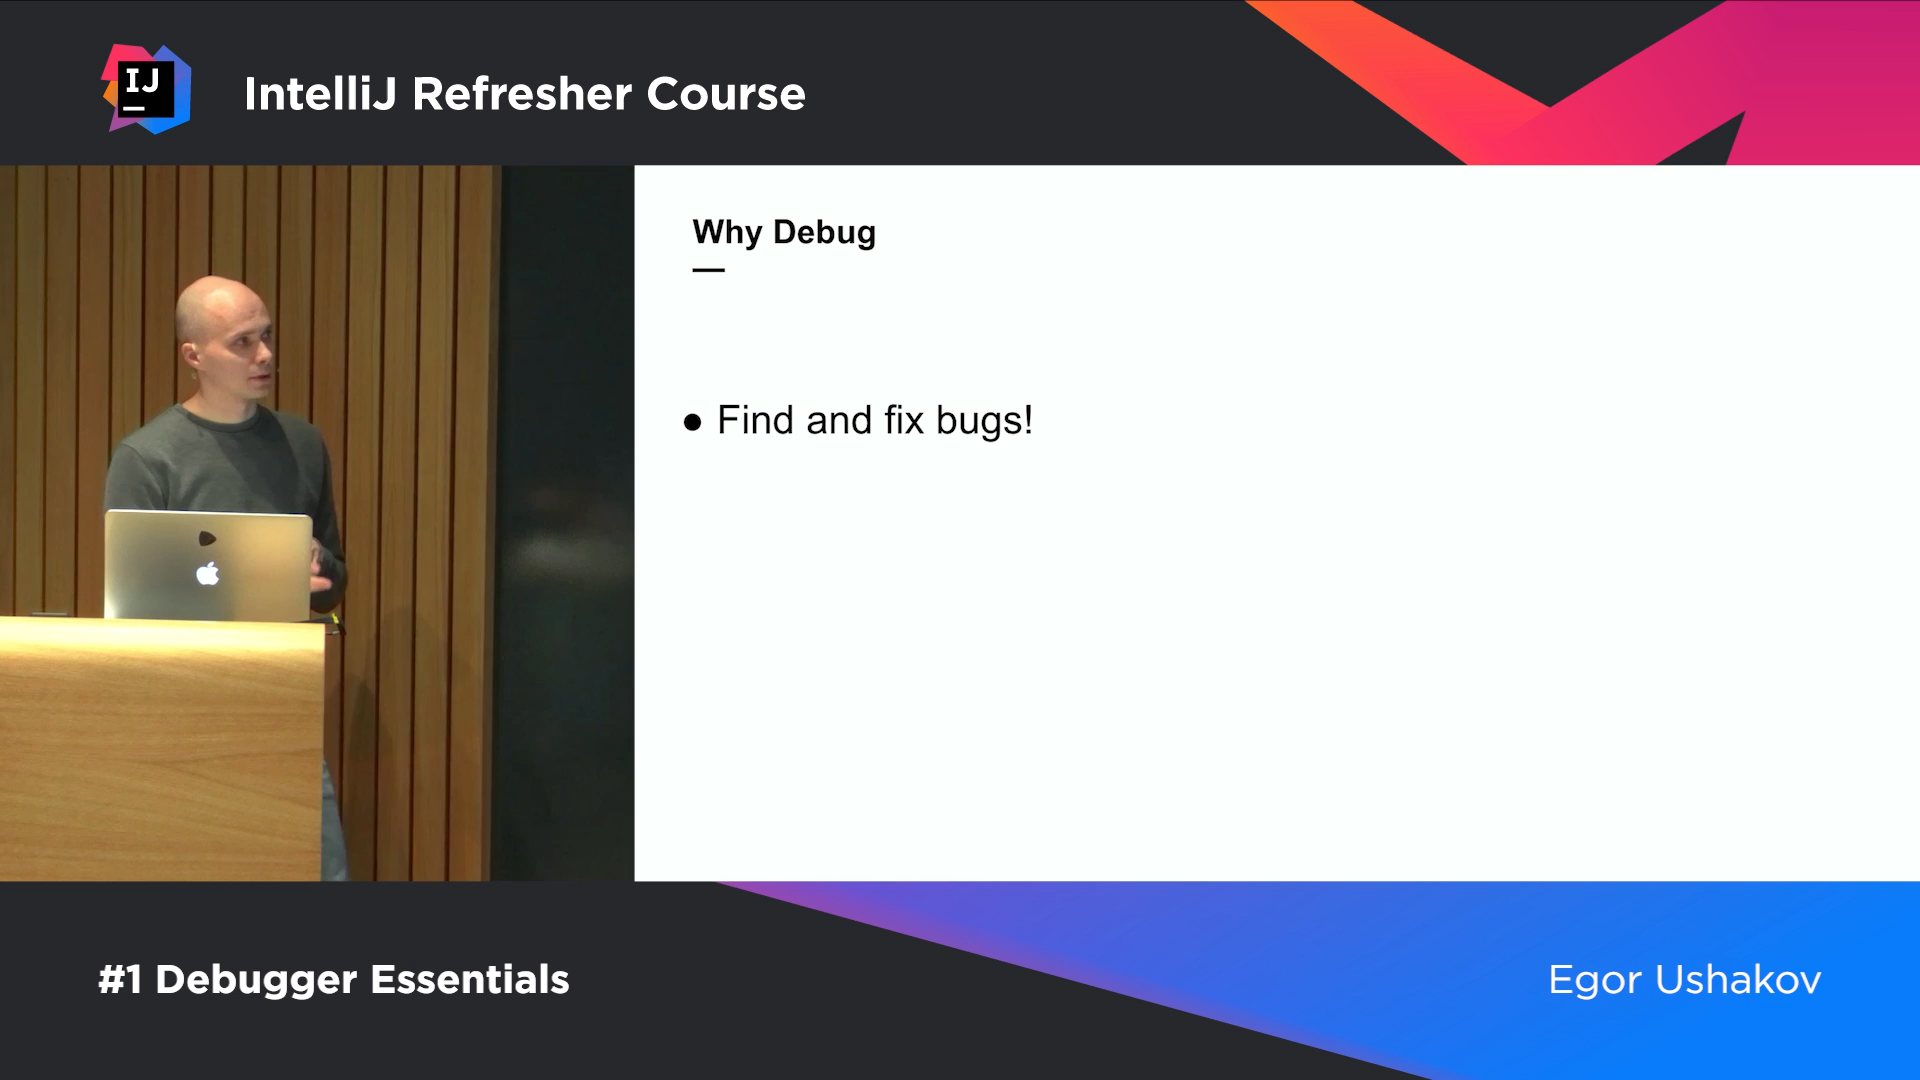 IJ
IntelliJ Refresher Course
Why Debug
● Find and fix bugs!
#1 Debugger Essentials
Egor Ushakov